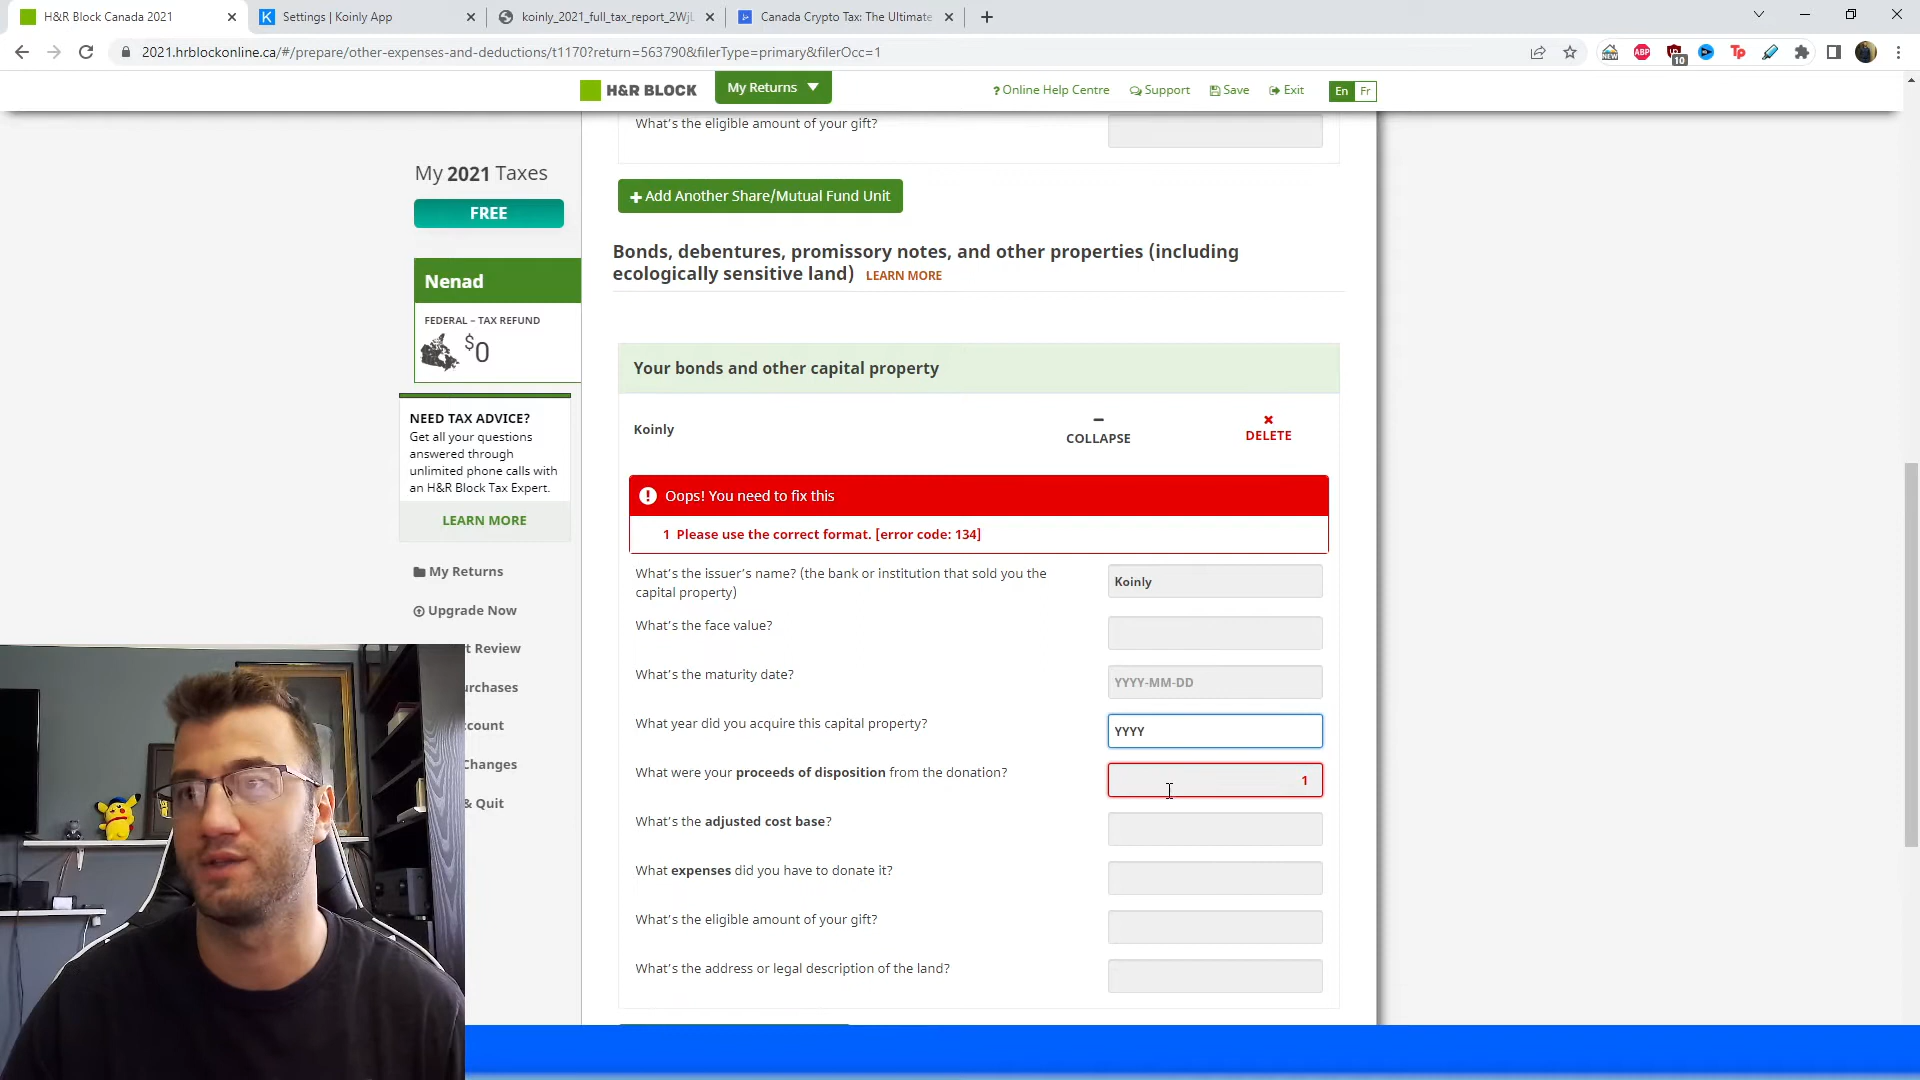 H&R Block Canada 2021
Settings | Koinly App
koinly_2021_full_tax_report_2WjL
Canada Crypto Tax: The Ultimate
2021.hrblockonline.ca/#/prepare/other-expenses-and-deductions/t1170?return=563790&filerType=primary&filerOcc=1
NEW
ABP
10
Tp
H&R BLOCK
My Returns
? Online Help Centre
Support
Save
Exit
En
Fr
What's the eligible amount of your gift?
My 2021 Taxes
FREE
Add Another Share/Mutual Fund Unit
Bonds, debentures, promissory notes, and other properties (including
ecologically sensitive land) LEARN MORE
Nenad
FEDERAL – TAX REFUND
$0
NEED TAX ADVICE?
Get all your questions
answered through
unlimited phone calls with
an H&R Block Tax Expert.
LEARN MORE
My Returns
Upgrade Now
t Review
urchases
count
Changes
& Quit
Your bonds and other capital property
Koinly
COLLAPSE
DELETE
Oops! You need to fix this
1 Please use the correct format. [error code: 134]
What's the issuer's name? (the bank or institution that sold you the
capital property)
Koinly
What's the face value?
What's the maturity date?
YYYY-MM-DD
What year did you acquire this capital property?
YYYY
What were your proceeds of disposition from the donation?
1
What's the adjusted cost base?
What expenses did you have to donate it?
What's the eligible amount of your gift?
What's the address or legal description of the land?